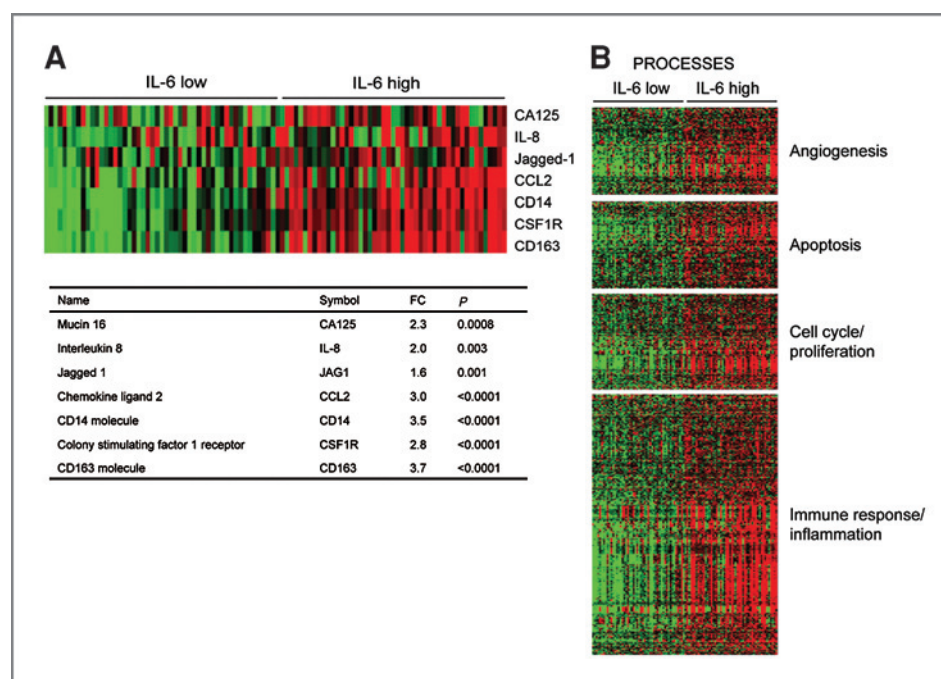 A
IL-6 low IL-6 high
CA125
IL-8
Jagged-1
CCL2
CD14
CSF1R
CD163
Name Symbol FC P
Mucin 16 CA125 2.3 0.0008
Interleukin 8 IL-8 2.0 0.003
Jagged 1 JAG1 1.6 0.001
Chemokine ligand 2 CCL2 3.0 <0.0001
CD14 molecule CD14 3.5 <0.0001
Colony stimulating factor 1 receptor CSF1R 2.8 <0.0001
CD163 molecule CD163 3.7 <0.0001
B
PROCESSES
IL-6 low IL-6 high
Angiogenesis
Apoptosis
Cell cycle/
proliferation
Immune response/
inflammation